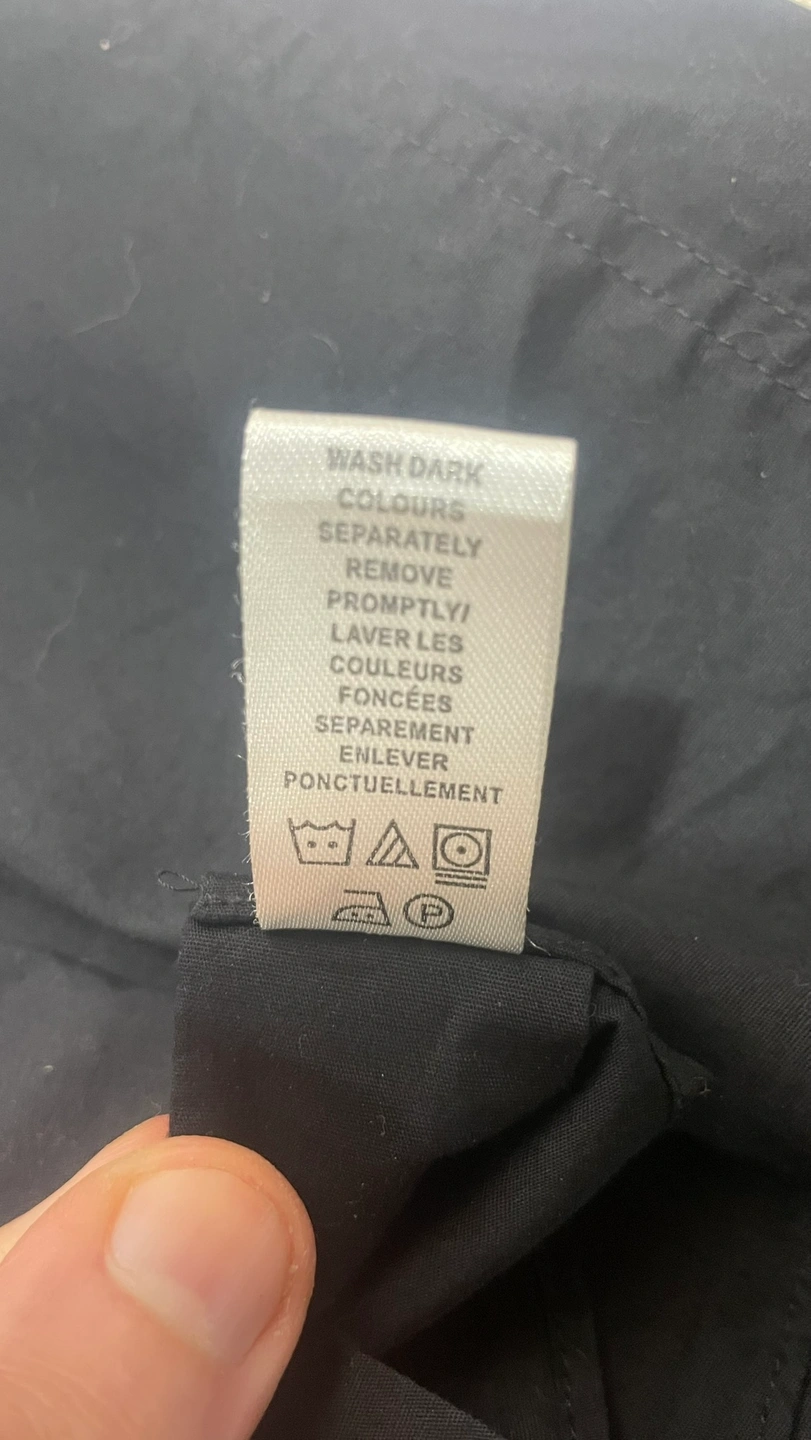 WASH DARK
COLOURS
SEPARATELY
REMOVE
PROMPTLY/
LAVER LES
COULEURS
FONCÉES
SEPAREMENT
ENLEVER
PONCTUELLEMENT
P